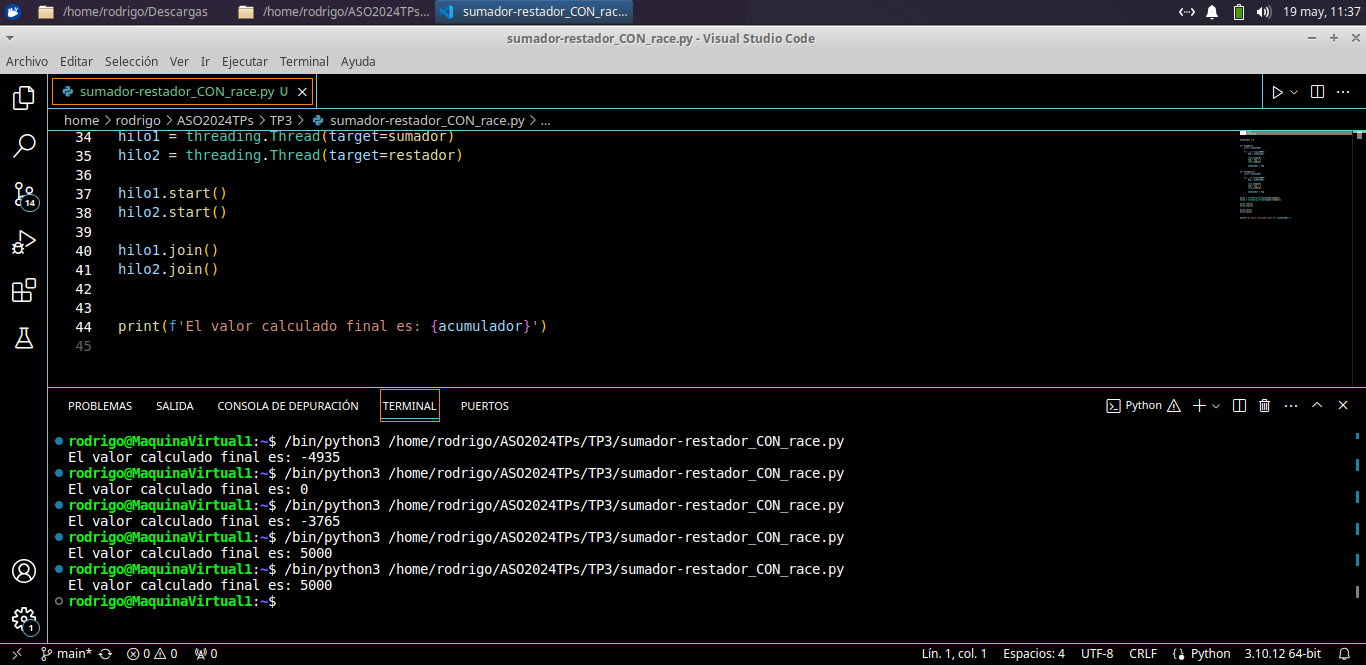 /home/rodrigo/Descargas /home/rodrigo/ASO2024TPs... sumador-restador_CON_rac... 19 may, 11:37
sumador-restador_CON_race.py - Visual Studio Code
Archivo Editar Selección Ver Ir Ejecutar Terminal Ayuda
sumador-restador_CON_race.py U
home > rodrigo > ASO2024TPs > TP3 > sumador-restador_CON_race.py > ...
34 hilo1 = threading.Thread(target=sumador)
35 hilo2 = threading.Thread(target=restador)
36
37 hilo1.start()
38 hilo2.start()
39
40 hilo1.join()
41 hilo2.join()
42
43
44 print(f'El valor calculado final es: {acumulador}')
45
14
PROBLEMAS SALIDA CONSOLA DE DEPURACIÓN TERMINAL PUERTOS Python
rodrigo@MaquinaVirtual1:~$ /bin/python3 /home/rodrigo/ASO2024TPs/TP3/sumador-restador_CON_race.py
El valor calculado final es: -4935
rodrigo@MaquinaVirtual1:~$ /bin/python3 /home/rodrigo/ASO2024TPs/TP3/sumador-restador_CON_race.py
El valor calculado final es: 0
rodrigo@MaquinaVirtual1:~$ /bin/python3 /home/rodrigo/ASO2024TPs/TP3/sumador-restador_CON_race.py
El valor calculado final es: -3765
rodrigo@MaquinaVirtual1:~$ /bin/python3 /home/rodrigo/ASO2024TPs/TP3/sumador-restador_CON_race.py
El valor calculado final es: 5000
rodrigo@MaquinaVirtual1:~$ /bin/python3 /home/rodrigo/ASO2024TPs/TP3/sumador-restador_CON_race.py
El valor calculado final es: 5000
rodrigo@MaquinaVirtual1:~$
1
main* 0 0 0 Lín. 1, col. 1 Espacios: 4 UTF-8 CRLF Python 3.10.12 64-bit